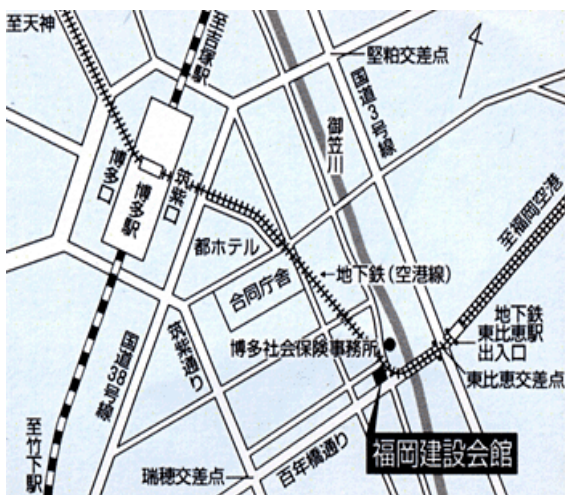 至天神
至吉塚駅
堅粕交差点
国道3号線
御笠川
博多口
博多駅
筑紫口
至福岡空港
都ホテル
地下鉄(空港線)
合同庁舎
地下鉄
東比恵駅
出入口
博多社会保険事務所
東比恵交差点
国道38号線
筑紫通り
福岡建設会館
至竹下駅
百年橋通り
瑞穂交差点